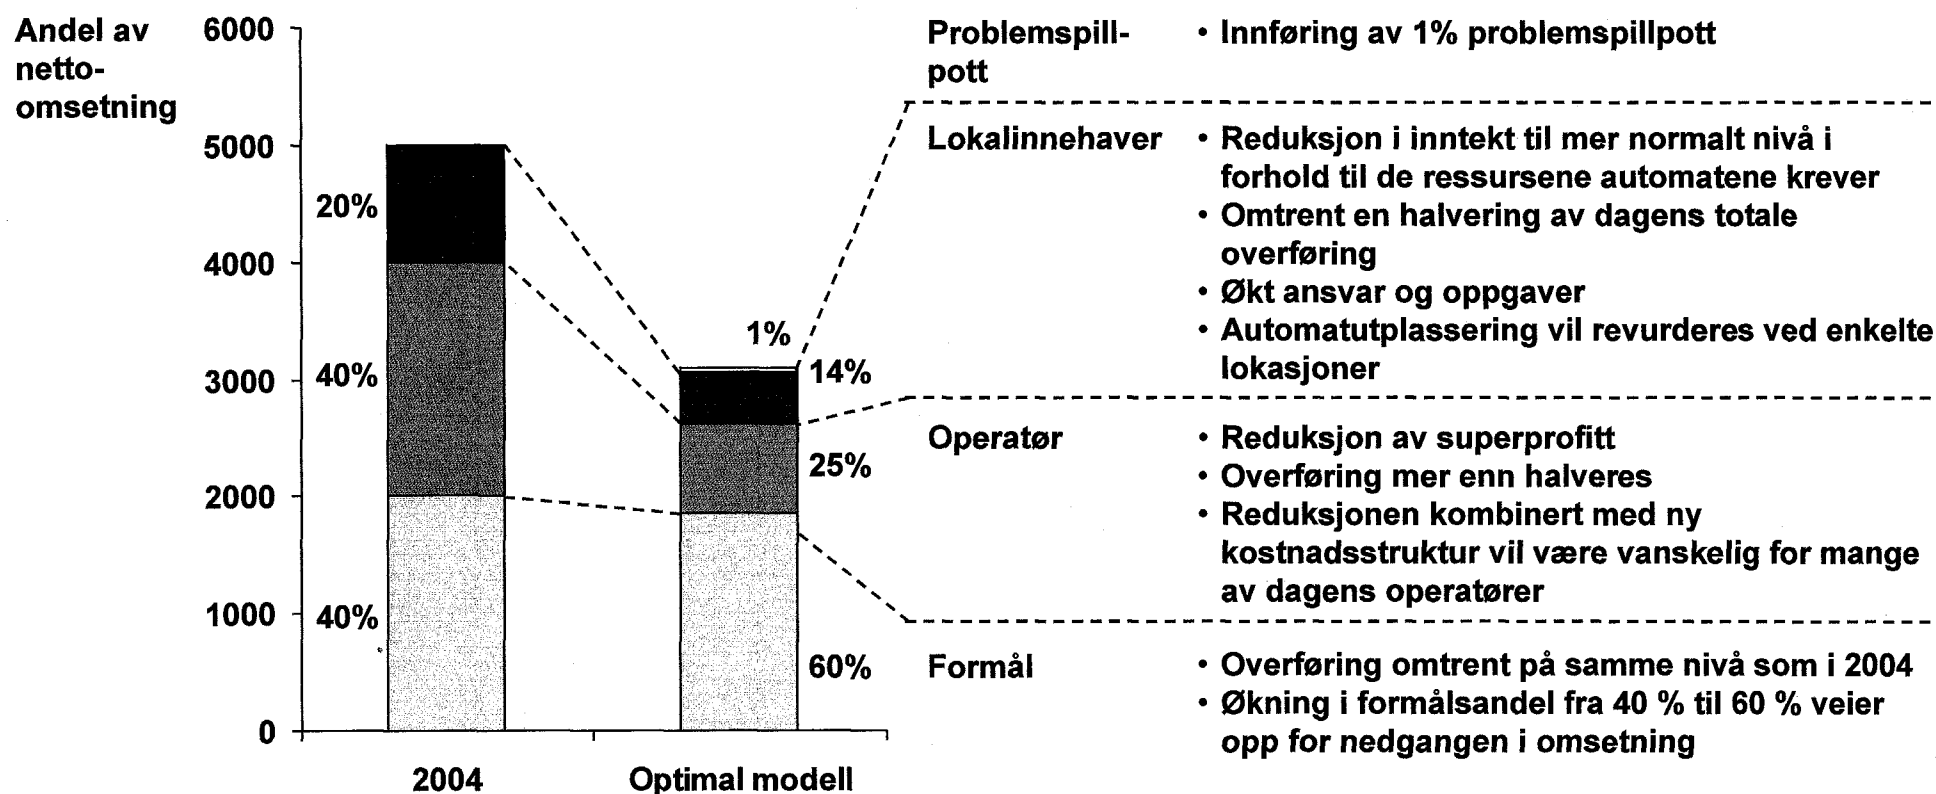 Andel av
netto-
omsetning
6000
5000
4000
3000
2000
1000
0
20%
40%
40%
1%
14%
25%
60%
2004
Optimal modell
Problemspill-
pott
• Innføring av 1% problemspillpott
Lokalinnehaver
• Reduksjon i inntekt til mer normalt nivå i
forhold til de ressursene automatene krever
• Omtrent en halvering av dagens totale
overføring
• Økt ansvar og oppgaver
• Automatutplassering vil revurderes ved enkelte
lokasjoner
Operatør
• Reduksjon av superprofitt
• Overføring mer enn halveres
• Reduksjonen kombinert med ny
kostnadsstruktur vil være vanskelig for mange
av dagens operatører
Formål
• Overføring omtrent på samme nivå som i 2004
• Økning i formålsandel fra 40 % til 60 % veier
opp for nedgangen i omsetning